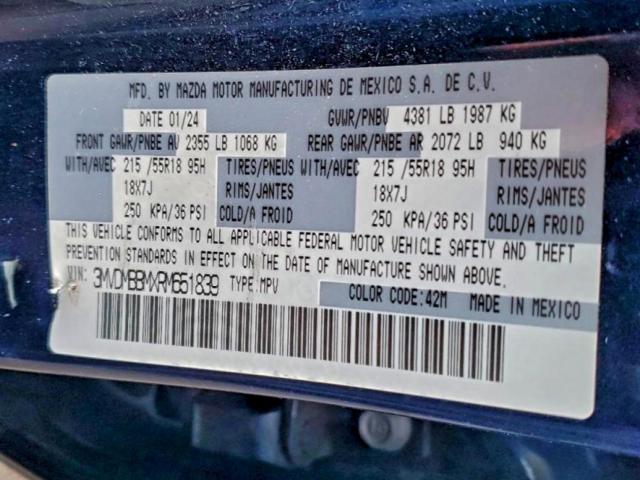 MFD. BY MAZDA MOTOR MANUFACTURING DE MEXICO S.A. DE C.V.
DATE 01/24 GVWR/PNBV 4381 LB 1987 KG
FRONT GAWR/PNBE AV 2355 LB 1068 KG REAR GAWR/PNBE AR 2072 LB 940 KG
WITH/AVEC 215 /55R18 95H TIRES/PNEUS WITH/AVEC 215 /55R18 95H TIRES/PNEUS
18X7J RIMS/JANTES 18X7J RIMS/JANTES
250 KPA/36 PSI COLD/A FROID 250 KPA/36 PSI COLD/A FROID
THIS VEHICLE CONFORMS TO ALL APPLICABLE FEDERAL MOTOR VEHICLE SAFETY AND THEFT
PREVENTION STANDARDS IN EFFECT ON THE DATE OF MANUFACTURE SHOWN ABOVE.
VIN: 3MVDMBBMXRM651839 TYPE:MPV
COLOR CODE:42M MADE IN MEXICO